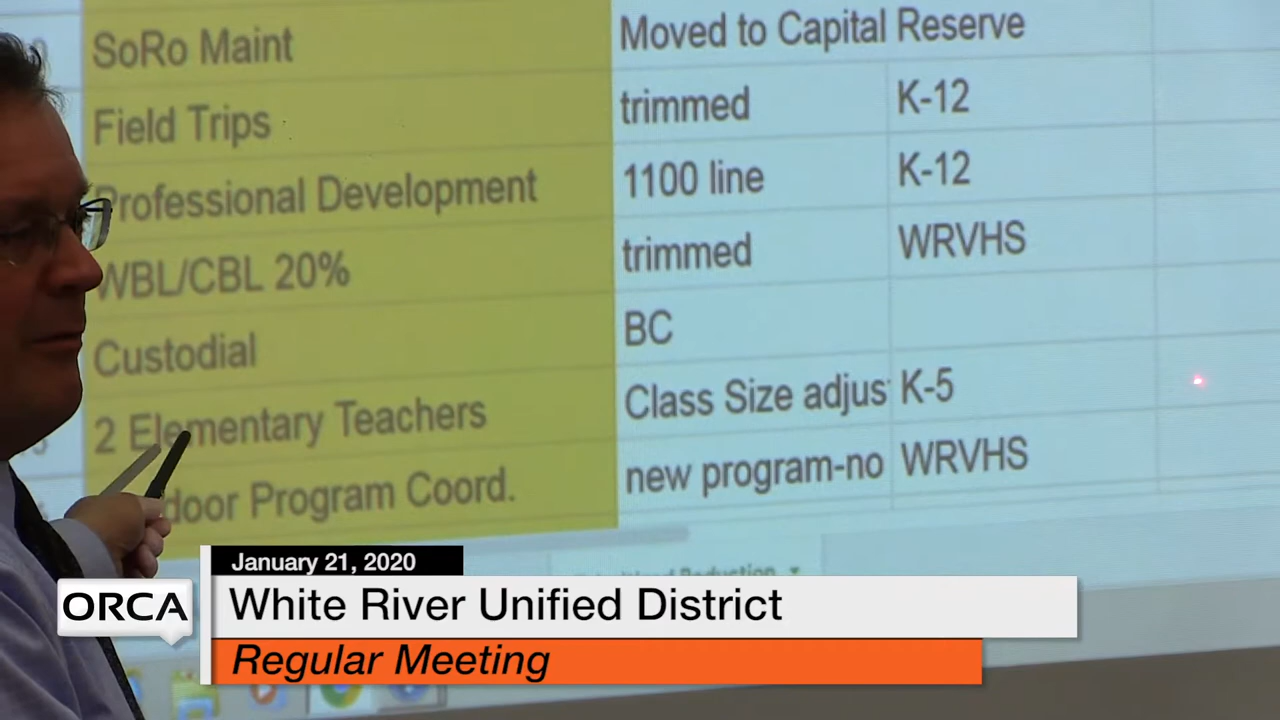 SoRo Maint Moved to Capital Reserve
Field Trips trimmed K-12
Professional Development 1100 line K-12
WBL/CBL 20% trimmed WRVHS
Custodial BC
2 Elementary Teachers Class Size adjus K-5
door Program Coord. new program-no WRVHS
January 21, 2020
ORCA
White River Unified District
Regular Meeting